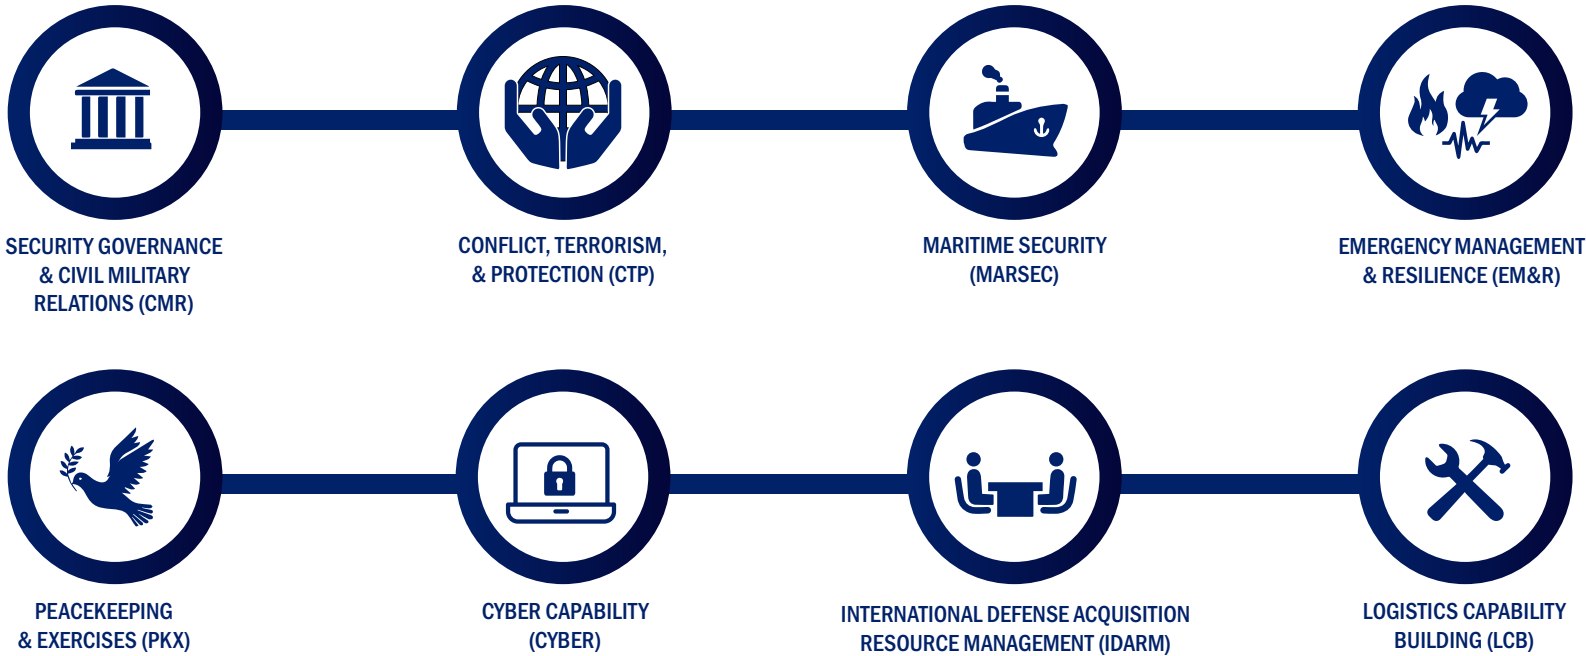 SECURITY GOVERNANCE
& CIVIL MILITARY
RELATIONS (CMR)
CONFLICT, TERRORISM,
& PROTECTION (CTP)
MARITIME SECURITY
(MARSEC)
EMERGENCY MANAGEMENT
& RESILIENCE (EM&R)
PEACEKEEPING
& EXERCISES (PKX)
CYBER CAPABILITY
(CYBER)
INTERNATIONAL DEFENSE ACQUISITION
RESOURCE MANAGEMENT (IDARM)
LOGISTICS CAPABILITY
BUILDING (LCB)